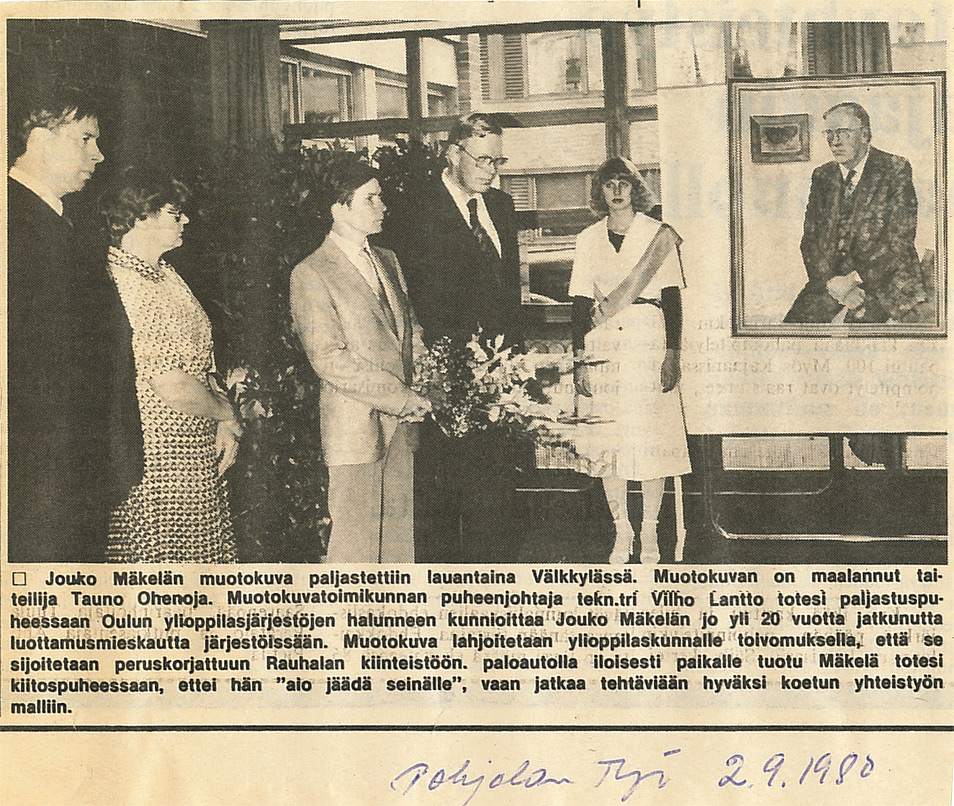 □ Jouko Mäkelän muotokuva paljastettiin lauantaina Välkkylässä. Muotokuvan on maalannut tai-
teilija Tauno Ohenoja. Muotokuvatoimikunnan puheenjohtaja tekn.tri Vilho Lantto totesi paljastuspu-
heessaan Oulun ylioppilasjärjestöjen halunneen kunnioittaa Jouko Mäkelän jo yli 20 vuotta jatkunutta
luottamusmieskautta järjestöissään. Muotokuva lahjoitetaan ylioppilaskunnalle toivomuksella, että se
sijoitetaan peruskorjattuun Rauhalan kiinteistöön. paloautolla iloisesti paikalle tuotu Mäkelä totesi
kiitospuheessaan, ettei hän "aio jäädä seinälle", vaan jatkaa tehtäviään hyväksi koetun yhteistyön
malliin.
Pohjolan Työ 2.9.1980